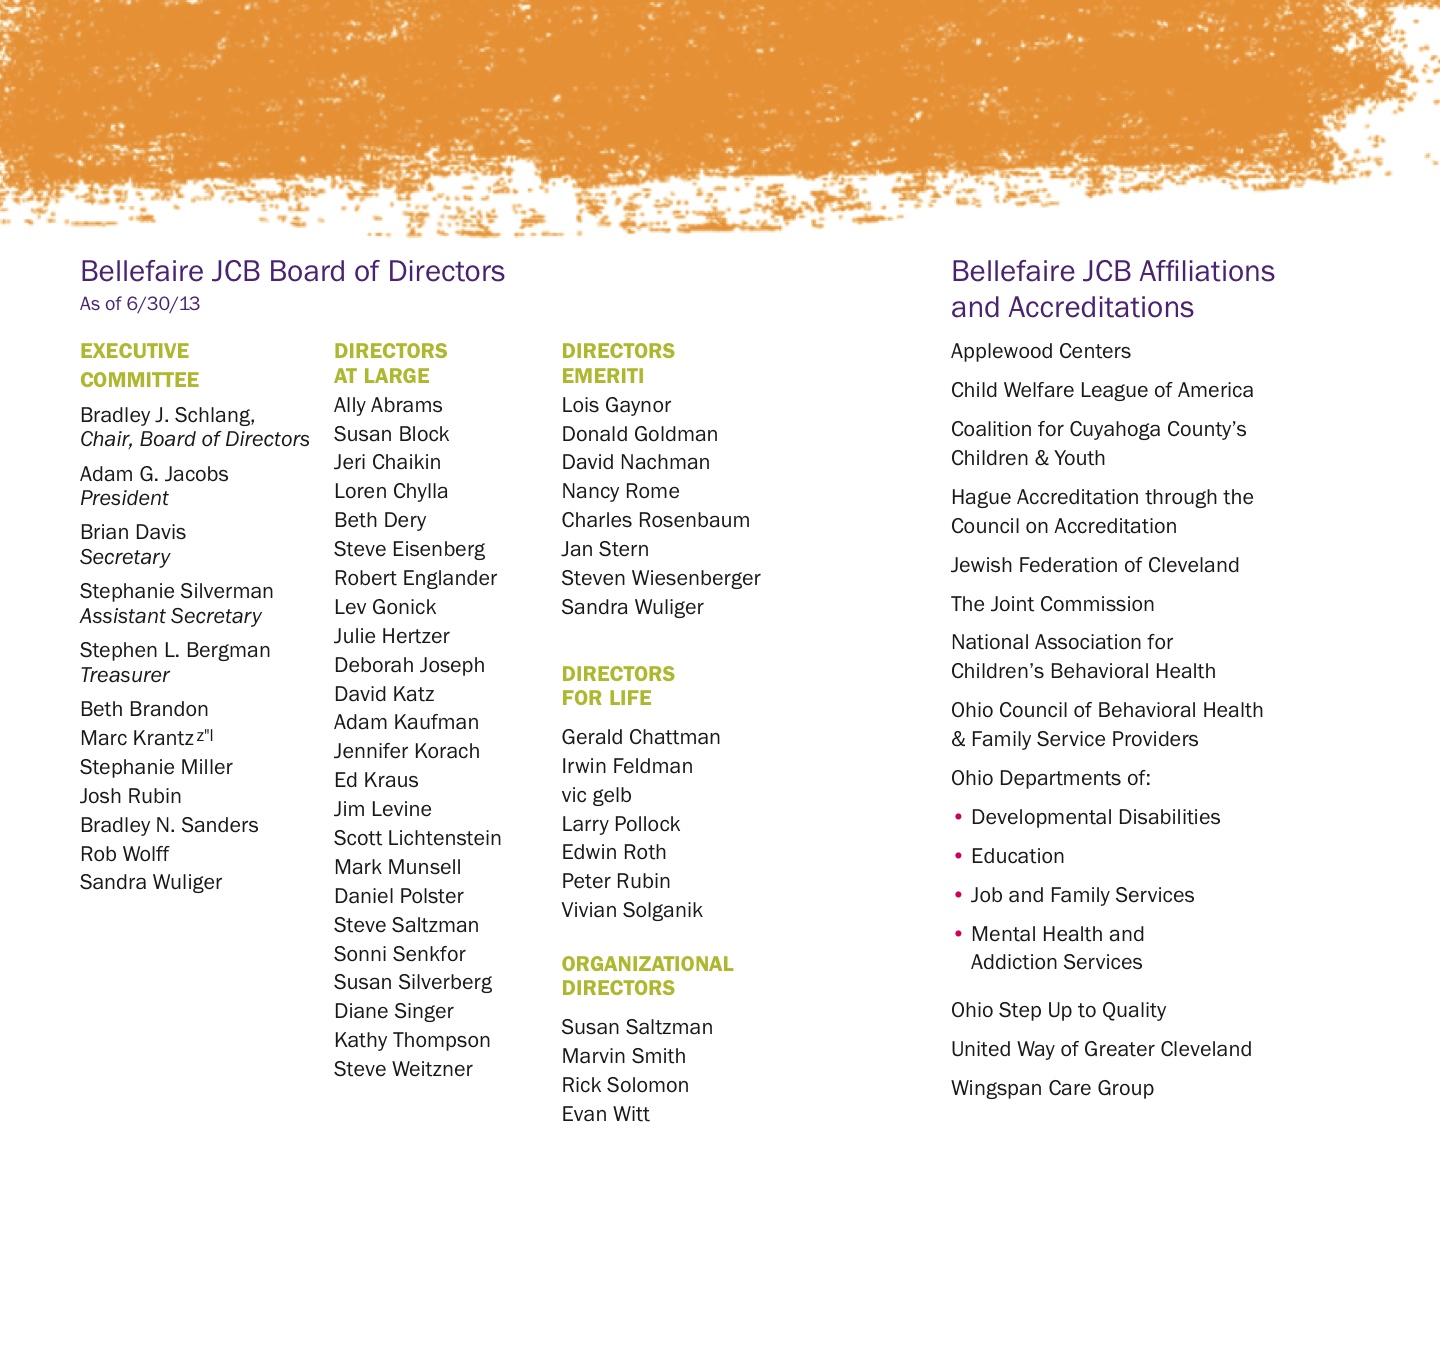 Bellefaire JCB Board of Directors
As of 6/30/13
EXECUTIVE
COMMITTEE
Bradley J. Schlang,
Chair, Board of Directors
Adam G. Jacobs
President
Brian Davis
Secretary
Stephanie Silverman
Assistant Secretary
Stephen L. Bergman
Treasurer
Beth Brandon
Marc Krantz z"l
Stephanie Miller
Josh Rubin
Bradley N. Sanders
Rob Wolff
Sandra Wuliger
DIRECTORS
AT LARGE
Ally Abrams
Susan Block
Jeri Chaikin
Loren Chylla
Beth Dery
Steve Eisenberg
Robert Englander
Lev Gonick
Julie Hertzer
Deborah Joseph
David Katz
Adam Kaufman
Jennifer Korach
Ed Kraus
Jim Levine
Scott Lichtenstein
Mark Munsell
Daniel Polster
Steve Saltzman
Sonni Senkfor
Susan Silverberg
Diane Singer
Kathy Thompson
Steve Weitzner
DIRECTORS
EMERITI
Lois Gaynor
Donald Goldman
David Nachman
Nancy Rome
Charles Rosenbaum
Jan Stern
Steven Wiesenberger
Sandra Wuliger
DIRECTORS
FOR LIFE
Gerald Chattman
Irwin Feldman
vic gelb
Larry Pollock
Edwin Roth
Peter Rubin
Vivian Solganik
ORGANIZATIONAL
DIRECTORS
Susan Saltzman
Marvin Smith
Rick Solomon
Evan Witt
Bellefaire JCB Affiliations
and Accreditations
Applewood Centers
Child Welfare League of America
Coalition for Cuyahoga County’s
Children & Youth
Hague Accreditation through the
Council on Accreditation
Jewish Federation of Cleveland
The Joint Commission
National Association for
Children’s Behavioral Health
Ohio Council of Behavioral Health
& Family Service Providers
Ohio Departments of:
• Developmental Disabilities
• Education
• Job and Family Services
• Mental Health and
Addiction Services
Ohio Step Up to Quality
United Way of Greater Cleveland
Wingspan Care Group